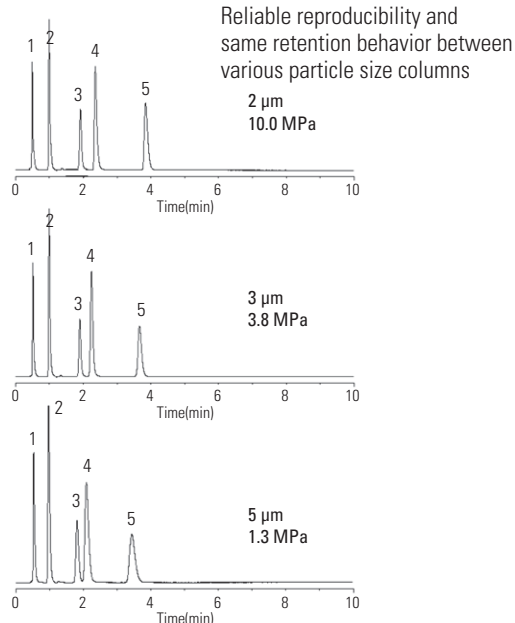 Reliable reproducibility and
same retention behavior between
various particle size columns
1 2 3 4 5
2 µm
10.0 MPa
0 2 4 6 8 10
Time(min)
1 2 3 4 5
3 µm
3.8 MPa
0 2 4 6 8 10
Time(min)
1 2 3 4 5
5 µm
1.3 MPa
0 2 4 6 8 10
Time(min)